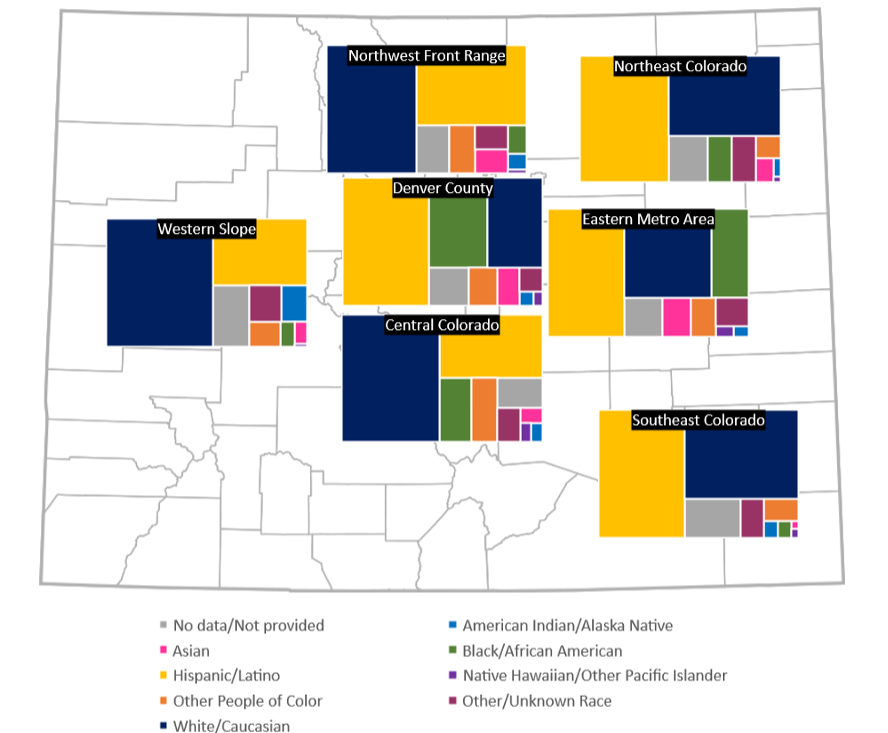 Northwest Front Range
Northeast Colorado
Denver County
Eastern Metro Area
Western Slope
Central Colorado
Southeast Colorado
No data/Not provided
American Indian/Alaska Native
Asian
Black/African American
Hispanic/Latino
Native Hawaiian/Other Pacific Islander
Other People of Color
Other/Unknown Race
White/Caucasian